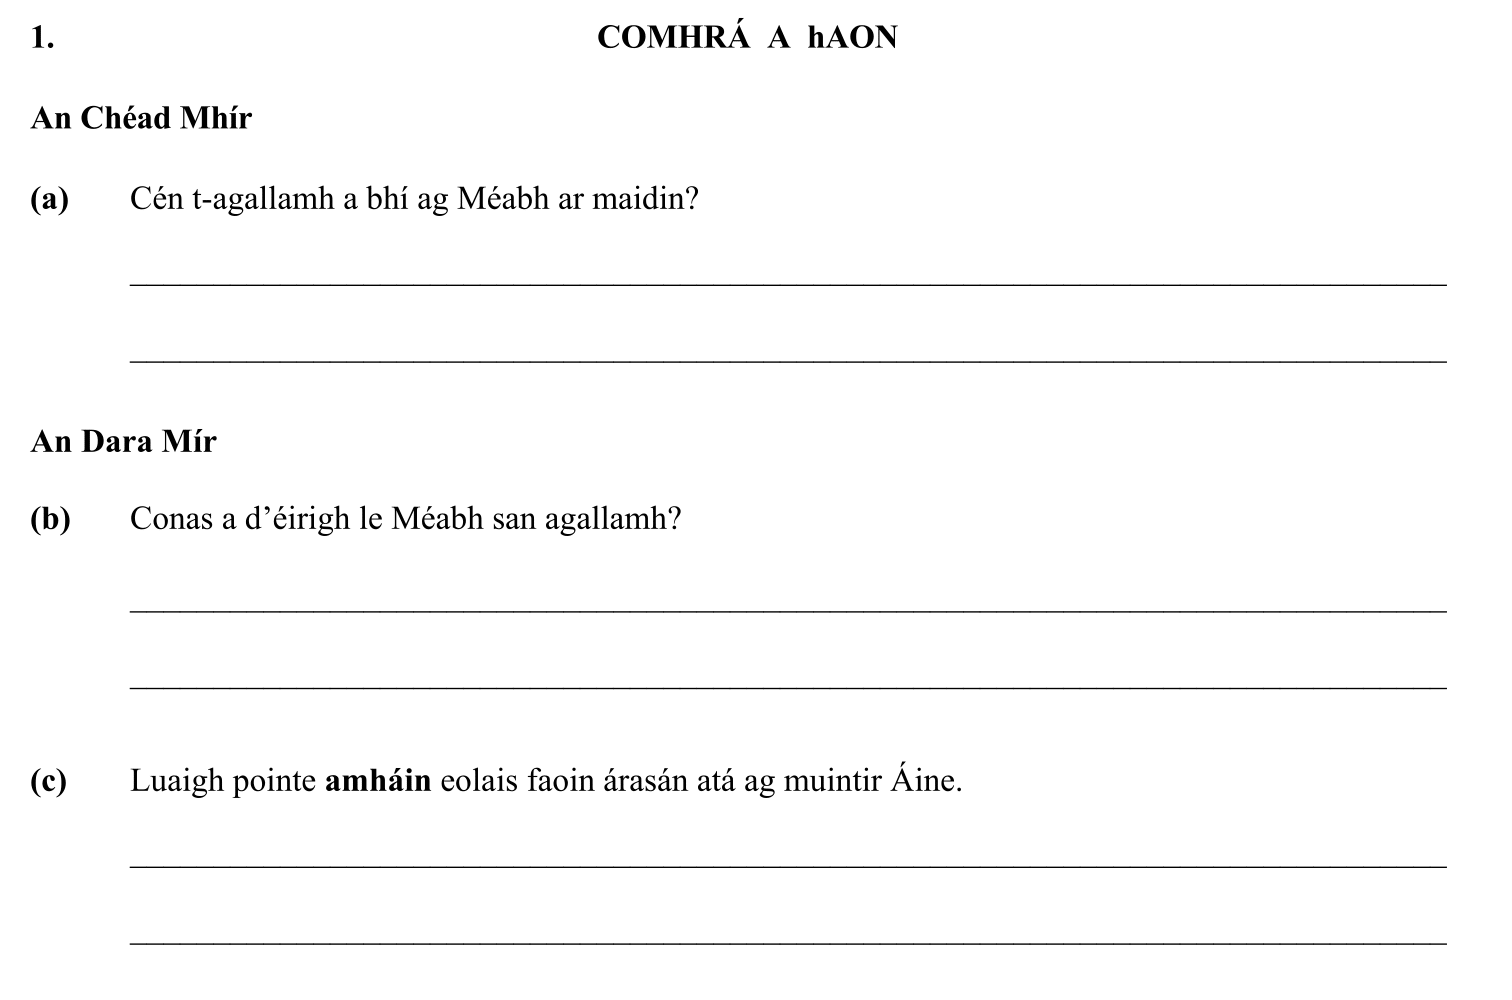 1. COMHRÁ A hAON
An Chéad Mhír
(a) Cén t-agallamh a bhí ag Méabh ar maidin?
An Dara Mír
(b) Conas a d’éirigh le Méabh san agallamh?
(c) Luaigh pointe amháin eolais faoin árasán atá ag muintir Áine.